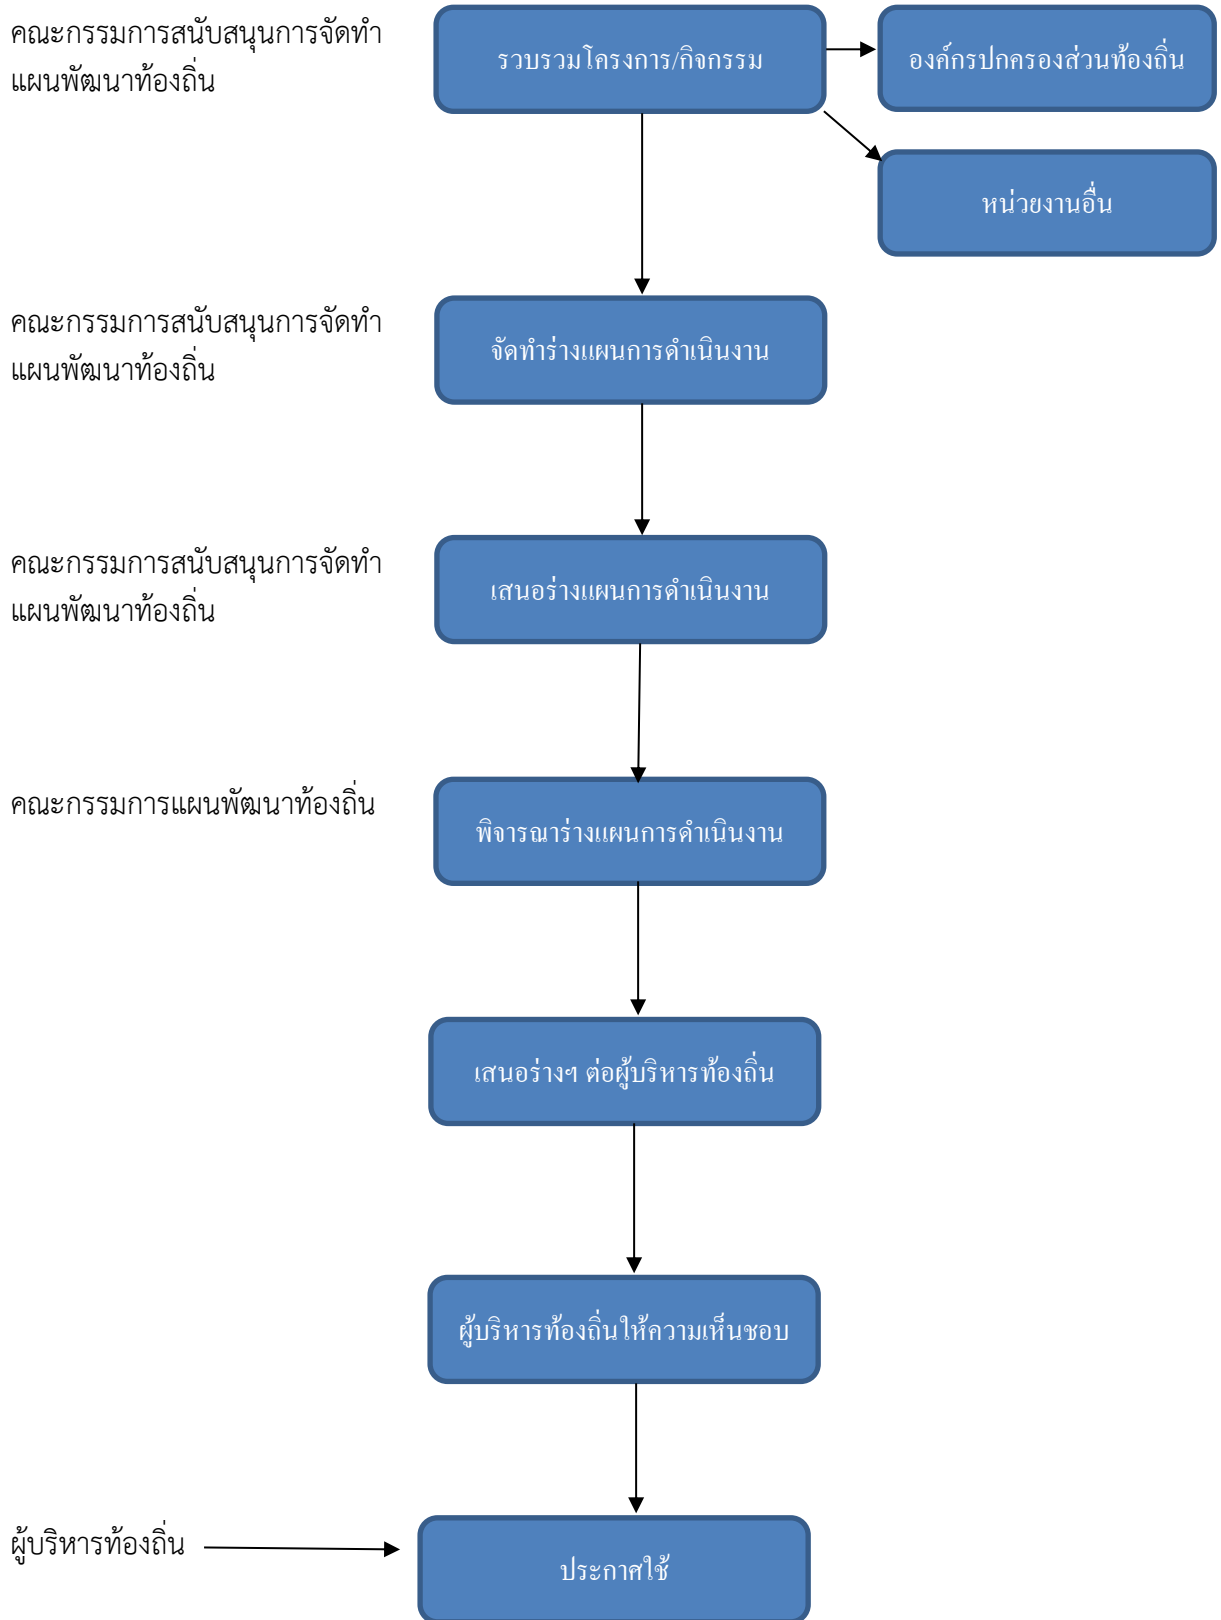 คณะกรรมการสนับสนุนการจัดทำ
แผนพัฒนาท้องถิ่น
รวบรวมโครงการ/กิจกรรม
องค์กรปกครองส่วนท้องถิ่น
หน่วยงานอื่น
คณะกรรมการสนับสนุนการจัดทำ
แผนพัฒนาท้องถิ่น
จัดทำร่างแผนการดำเนินงาน
คณะกรรมการสนับสนุนการจัดทำ
แผนพัฒนาท้องถิ่น
เสนอร่างแผนการดำเนินงาน
คณะกรรมการแผนพัฒนาท้องถิ่น
พิจารณาร่างแผนการดำเนินงาน
เสนอร่างฯ ต่อผู้บริหารท้องถิ่น
ผู้บริหารท้องถิ่นให้ความเห็นชอบ
ผู้บริหารท้องถิ่น
ประกาศใช้